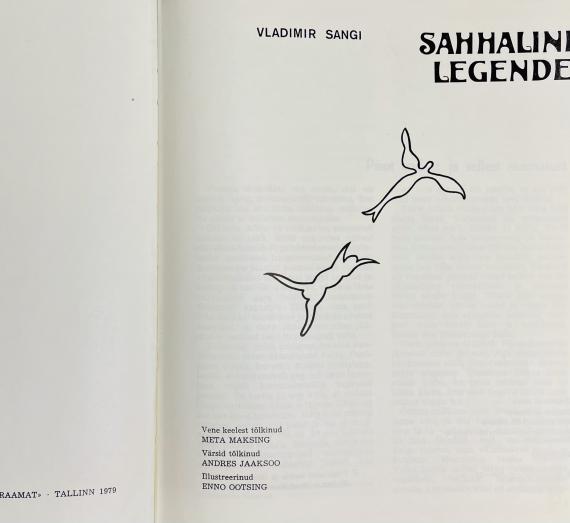 RAAMAT» · TALLINN 1979
VLADIMIR SANGI
SAHHALINI
LEGENDE
Vene keelest tõlkinud
META MAKSING
Värsid tõlkinud
ANDRES JAAKSOO
Illustreerinud
ENNO OOTSING